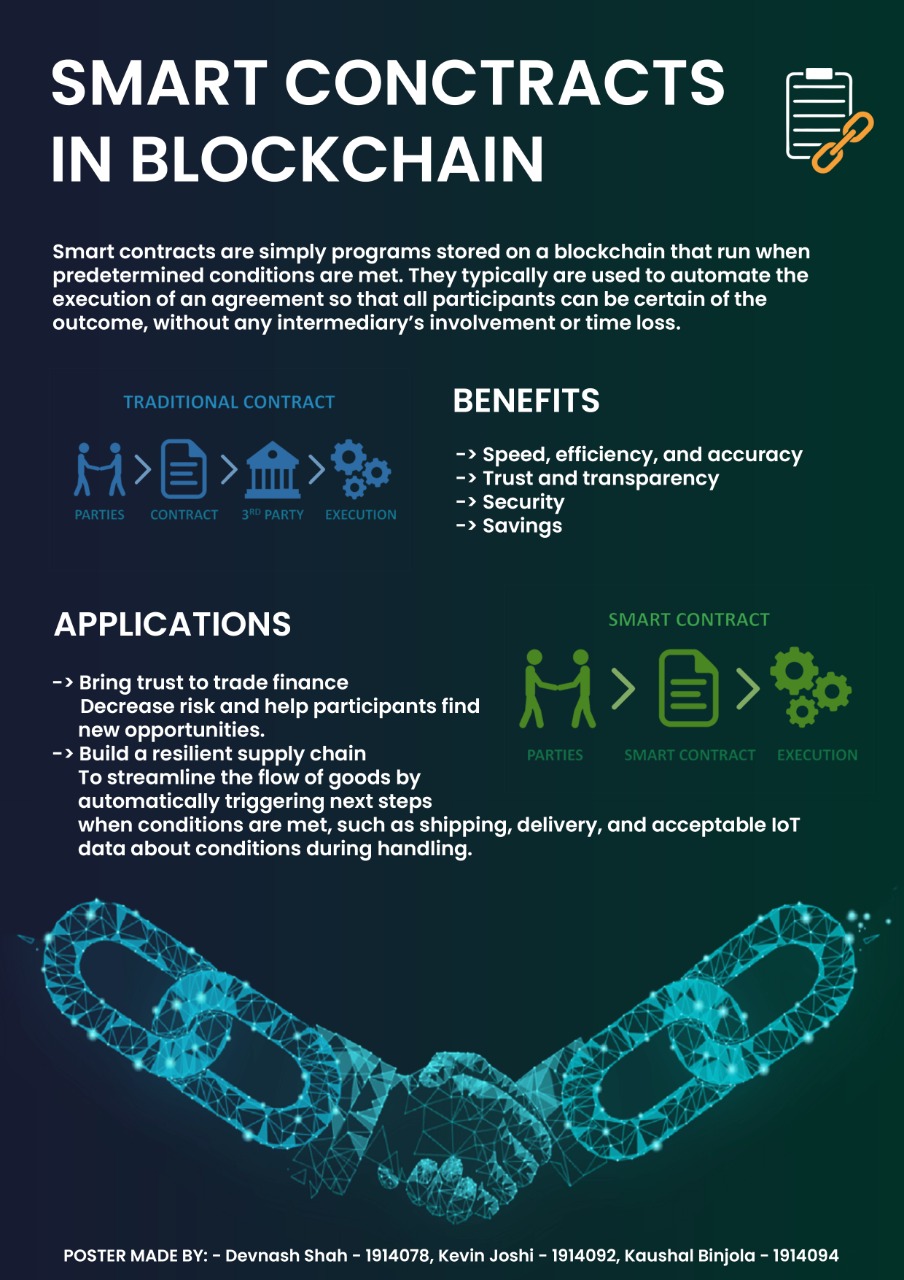 SMART CONCTRACTS
IN BLOCKCHAIN
Smart contracts are simply programs stored on a blockchain that run when
predetermined conditions are met. They typically are used to automate the
execution of an agreement so that all participants can be certain of the
outcome, without any intermediary's involvement or time loss.
TRADITIONAL CONTRACT
PARTIES CONTRACT 3RD PARTY EXECUTION
BENEFITS
-> Speed, efficiency, and accuracy
-> Trust and transparency
-> Security
-> Savings
APPLICATIONS
-> Bring trust to trade finance
Decrease risk and help participants find
new opportunities.
-> Build a resilient supply chain
To streamline the flow of goods by
automatically triggering next steps
when conditions are met, such as shipping, delivery, and acceptable IoT
data about conditions during handling.
SMART CONTRACT
PARTIES SMART CONTRACT EXECUTION
POSTER MADE BY: - Devnash Shah - 1914078, Kevin Joshi - 1914092, Kaushal Binjola - 1914094